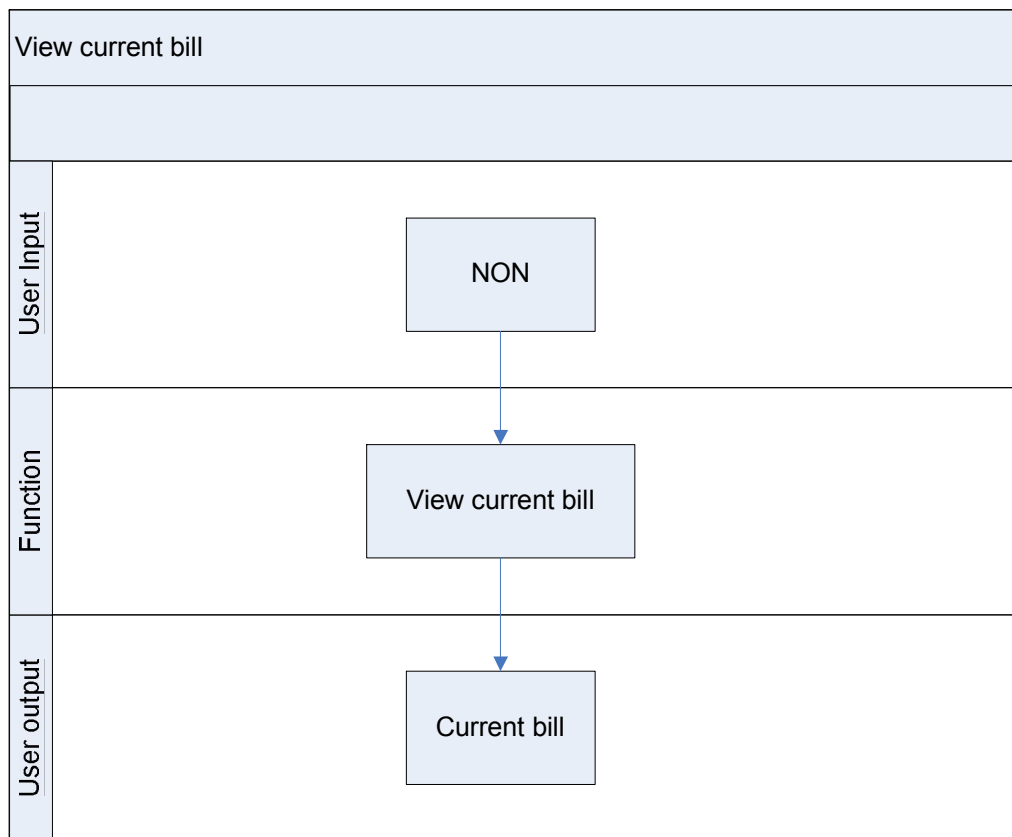 View current bill
User Input
NON
Function
View current bill
User output
Current bill